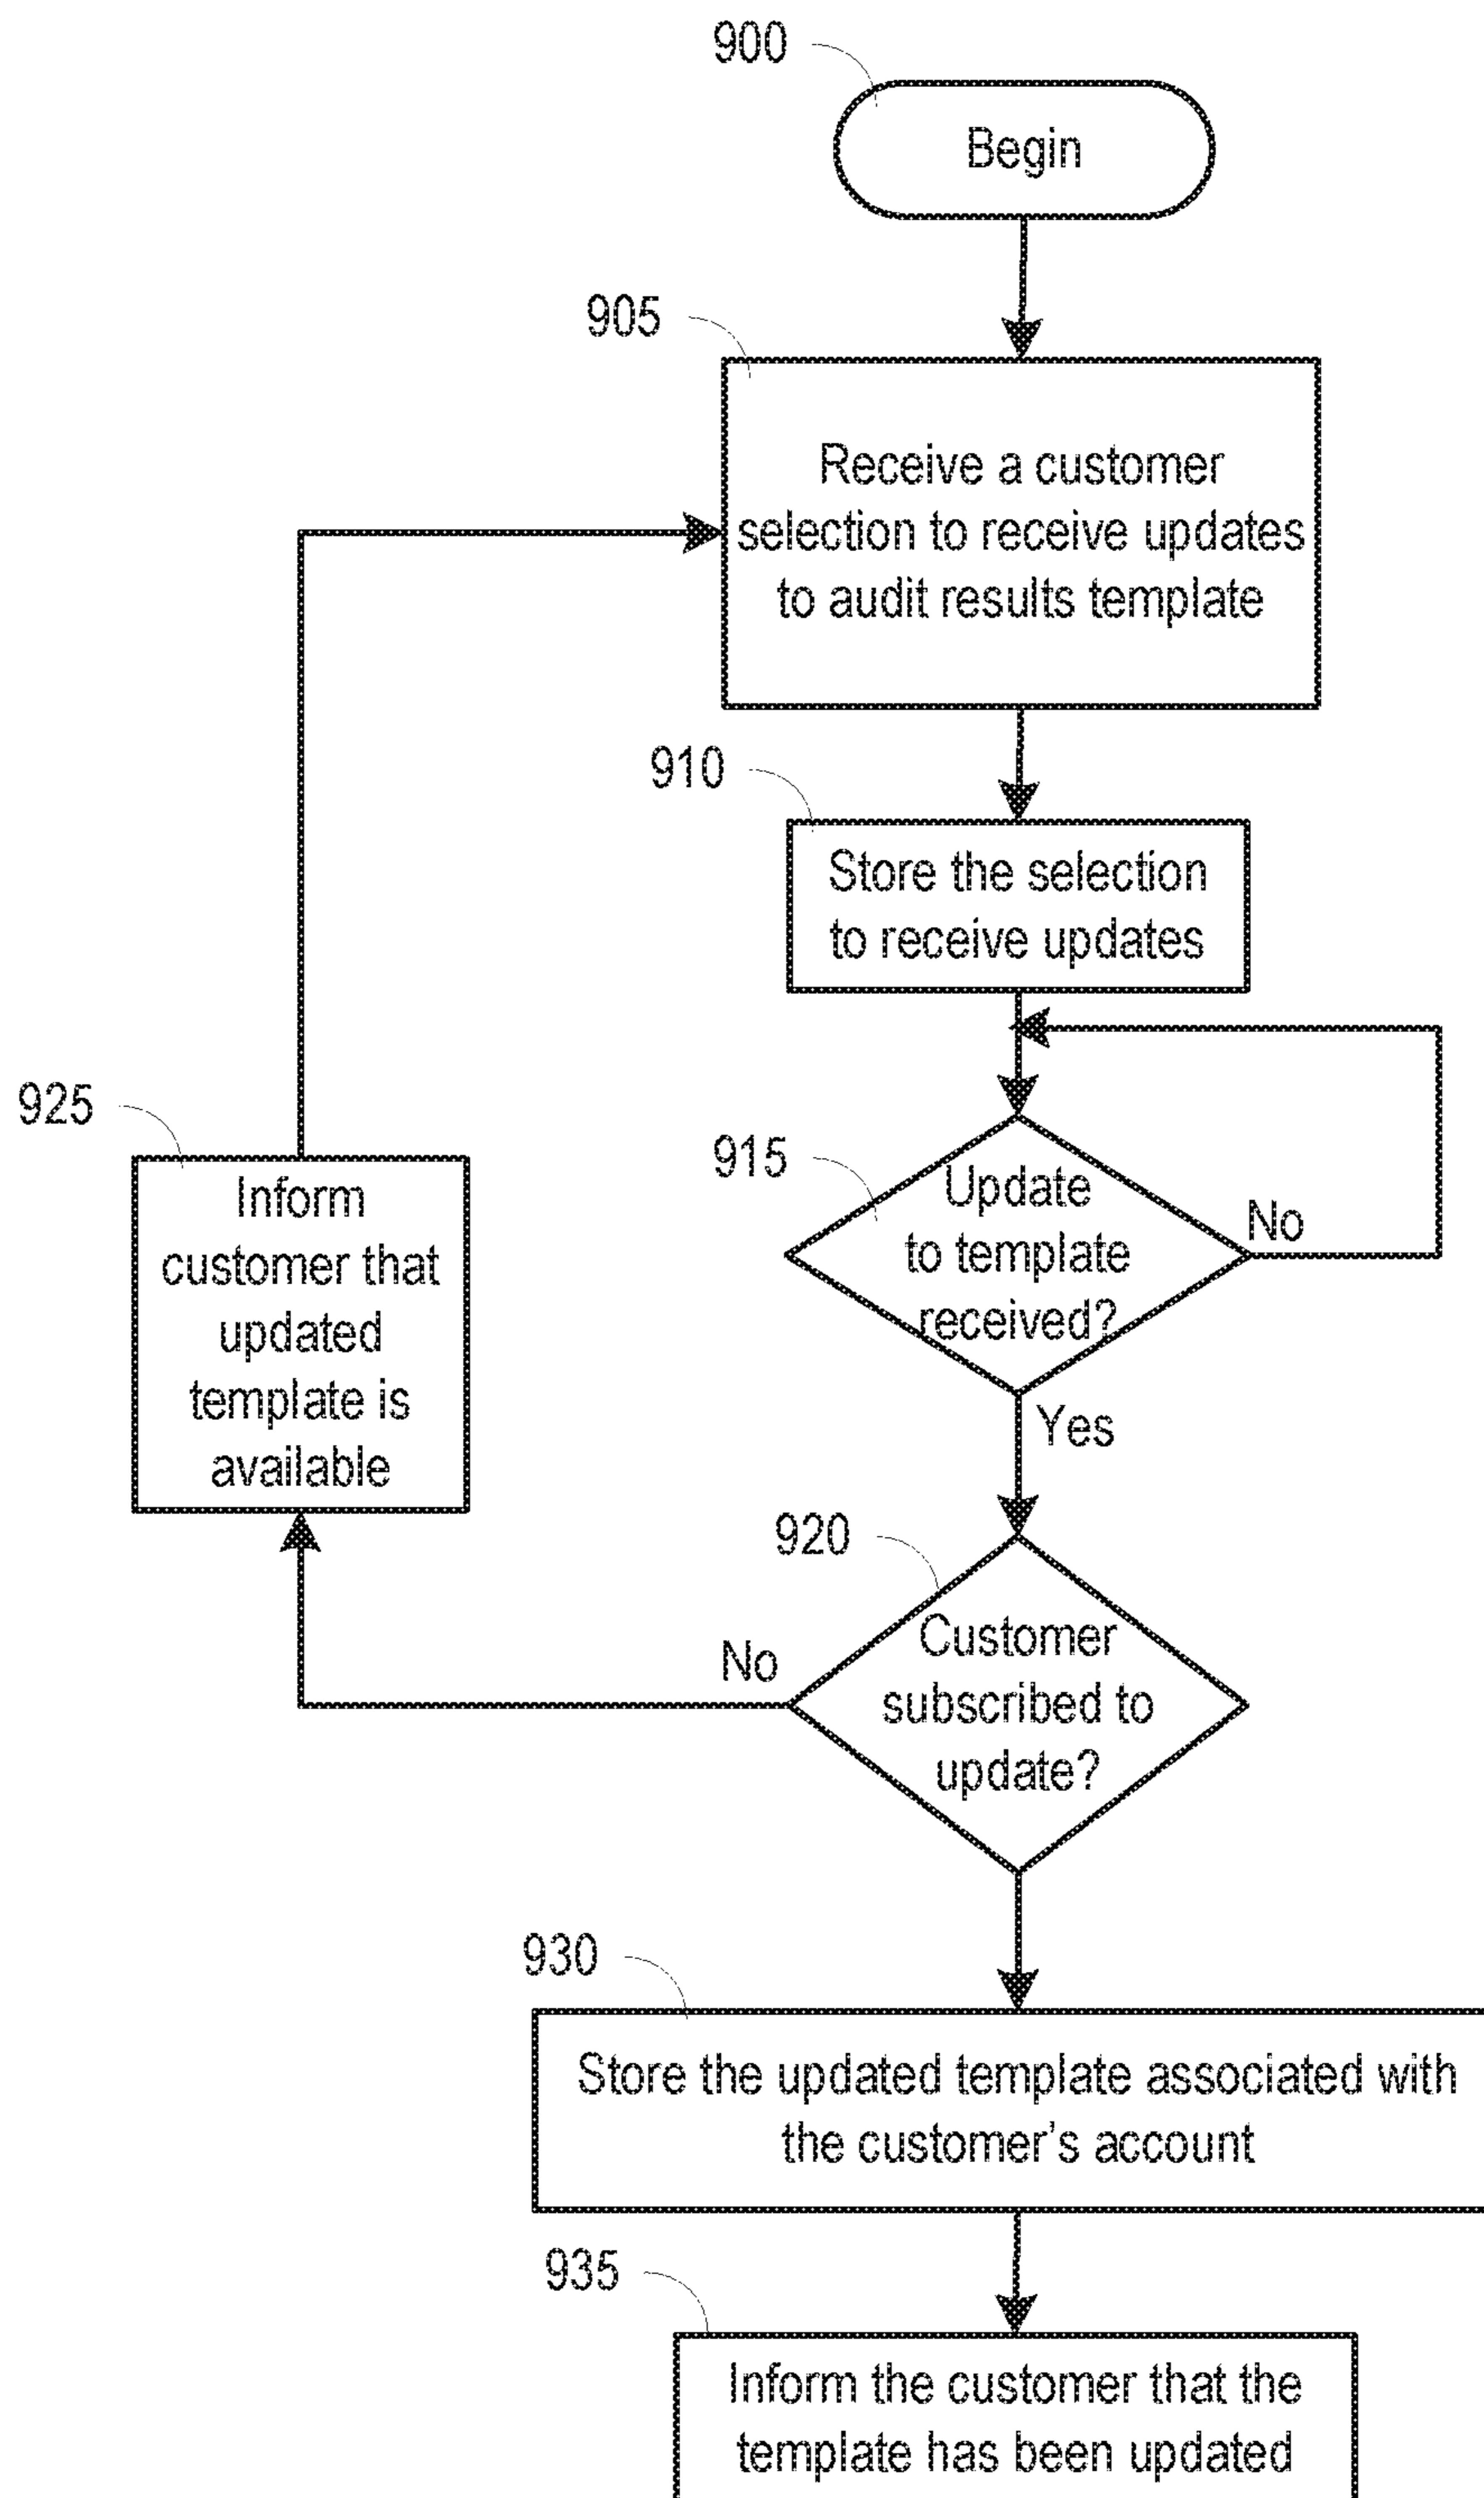 900
Begin
905
Receive a customer
selection to receive updates
to audit results template
910
Store the selection
to receive updates
925
Inform
customer that
updated
template is
available
915
Update
to template
received?
No
Yes
920
Customer
subscribed to
update?
No
930
Store the updated template associated with
the customer's account
935
Inform the customer that the
template has been updated